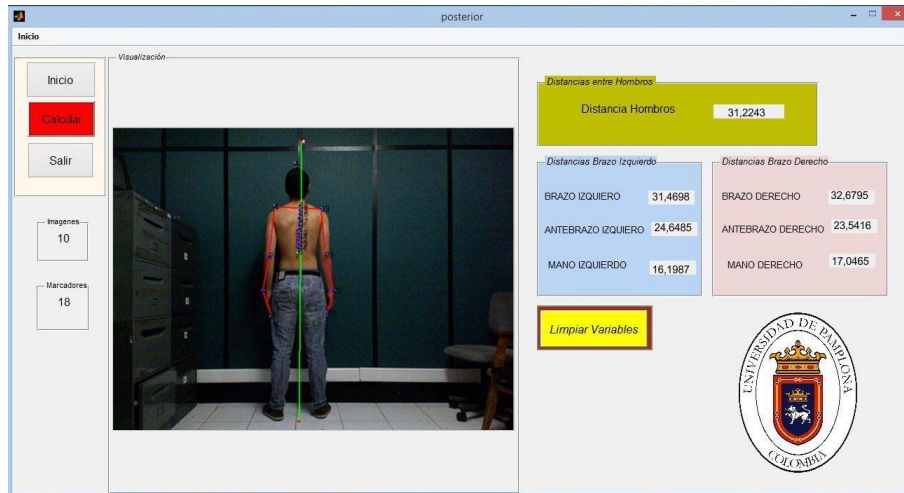 posterior
Inicio
Inicio
Calcular
Salir
Imagenes
10
Marcadores
18
Visualización
Distancias entre Hombros
Distancia Hombros 31,2243
Distancias Brazo Izquierdo
BRAZO IZQUIERO 31,4698
ANTEBRAZO IZQUIERO 24,6485
MANO IZQUIERDO 16,1987
Distancias Brazo Derecho
BRAZO DERECHO 32,6795
ANTEBRAZO DERECHO 23,5416
MANO DERECHO 17,0465
Limpiar Variables
UNIVERSIDAD DE PAMPLONA
COLOMBIA